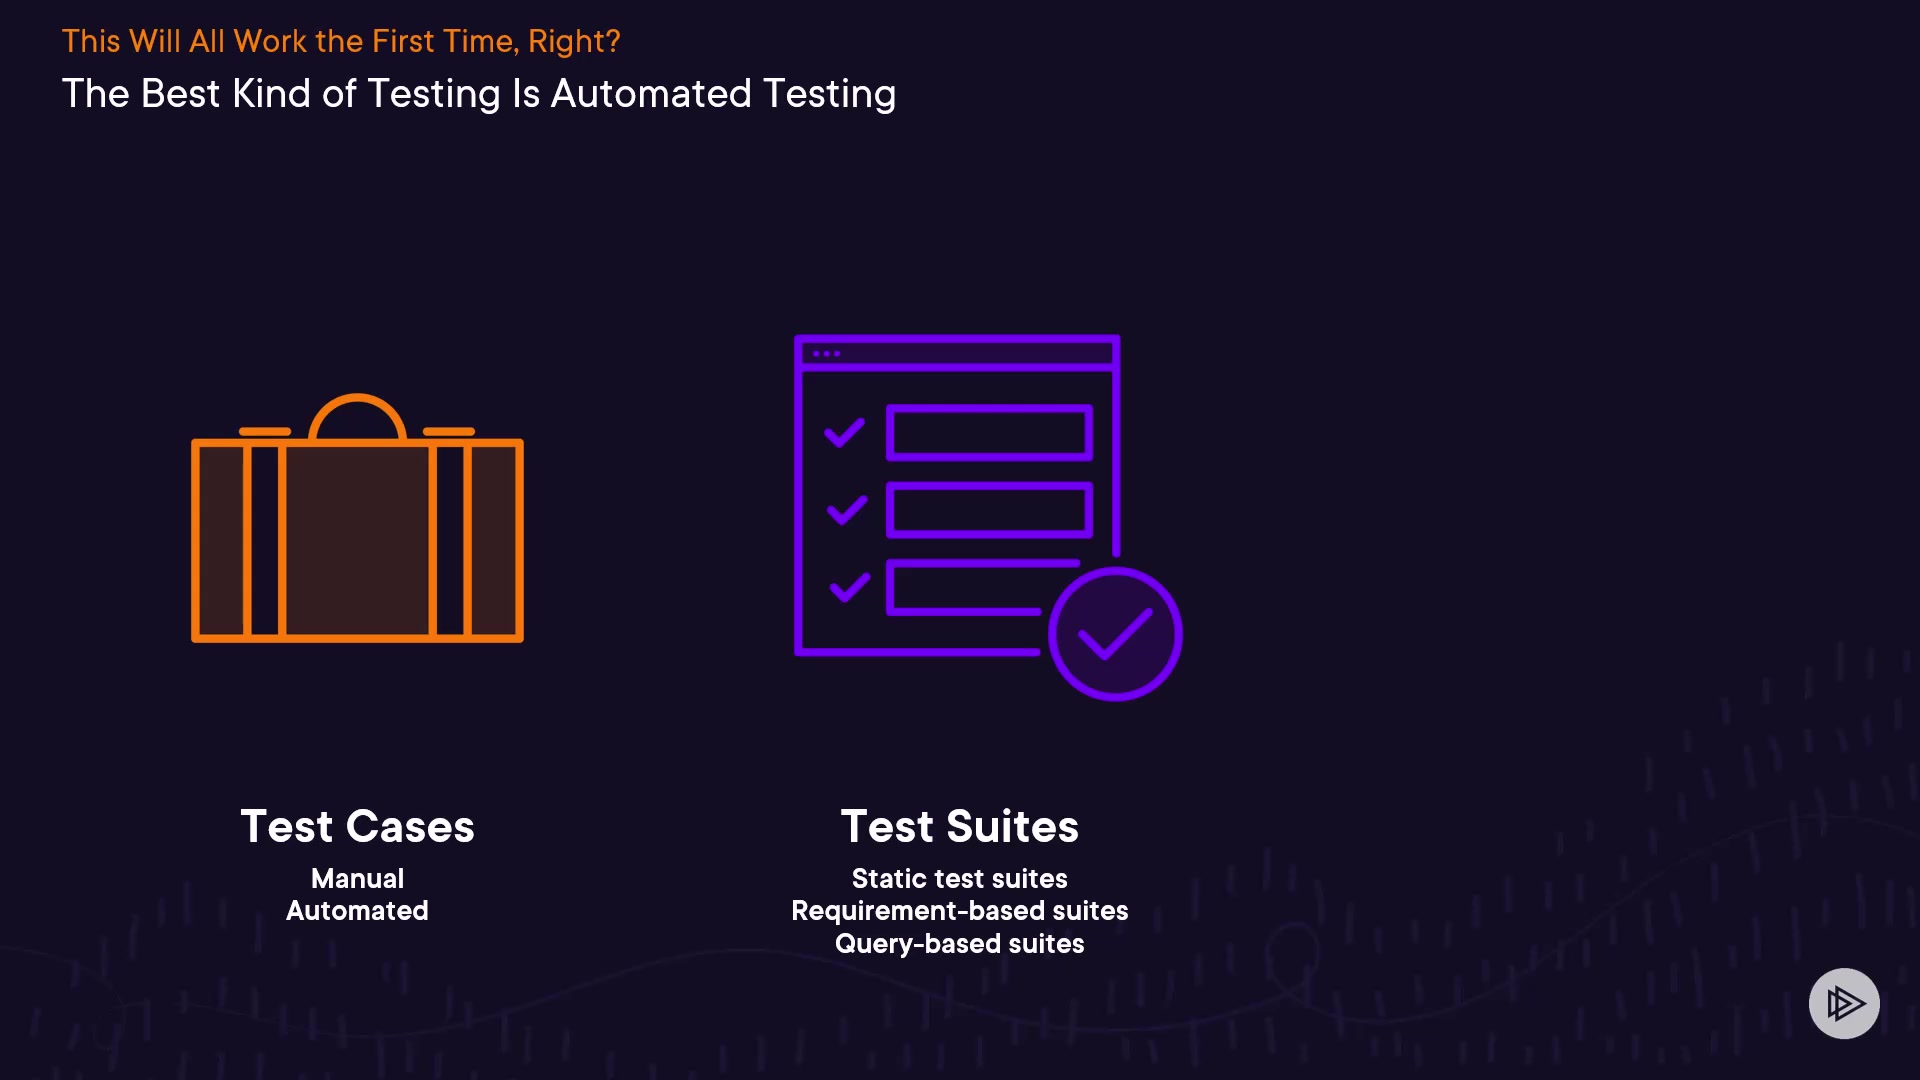 This Will All Work the First Time, Right?
The Best Kind of Testing Is Automated Testing
Test Cases
Manual
Automated
Test Suites
Static test suites
Requirement-based suites
Query-based suites